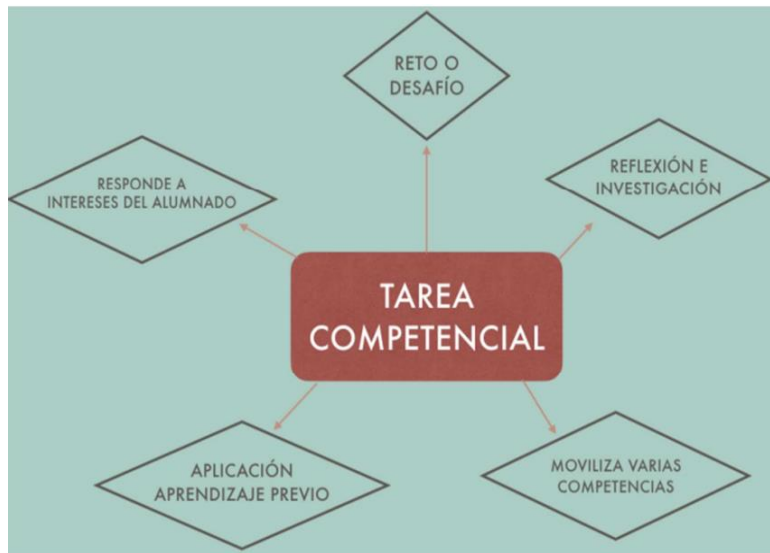 RETO O
DESAFÍO
RESPONDE A
INTERESES DEL ALUMNADO
REFLEXIÓN E
INVESTIGACIÓN
TAREA
COMPETENCIAL
APLICACIÓN
APRENDIZAJE PREVIO
MOVILIZA VARIAS
COMPETENCIAS